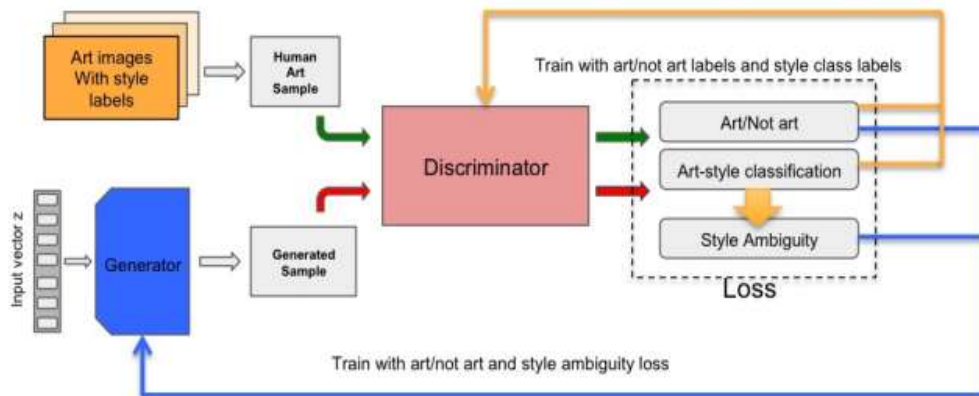 Art images
With style
labels
Human
Art
Sample
Train with art/not art labels and style class labels
Art/Not art
Discriminator
Art-style classification
Style Ambiguity
Loss
Input vector z
Generator
Generated
Sample
Train with art/not art and style ambiguity loss